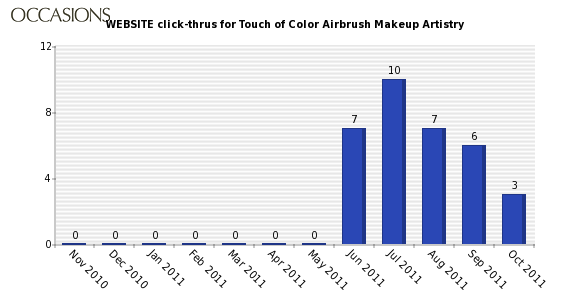 OCCASIONS
WEBSITE click-thrus for Touch of Color Airbrush Makeup Artistry
12
8
4
0
0 0 0 0 0 0 0 7 10 7 6 3
Nov 2010 Dec 2010 Jan 2011 Feb 2011 Mar 2011 Apr 2011 May 2011 Jun 2011 Jul 2011 Aug 2011 Sep 2011 Oct 2011